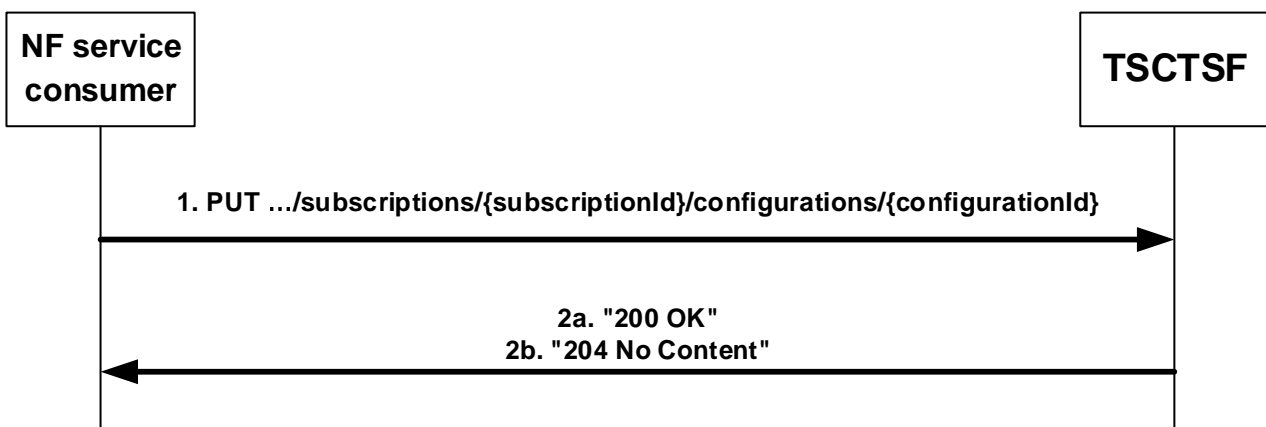 NF service
consumer
TSCTSF
1. PUT …/subscriptions/{subscriptionId}/configurations/{configurationId}
2a. "200 OK"
2b. "204 No Content"